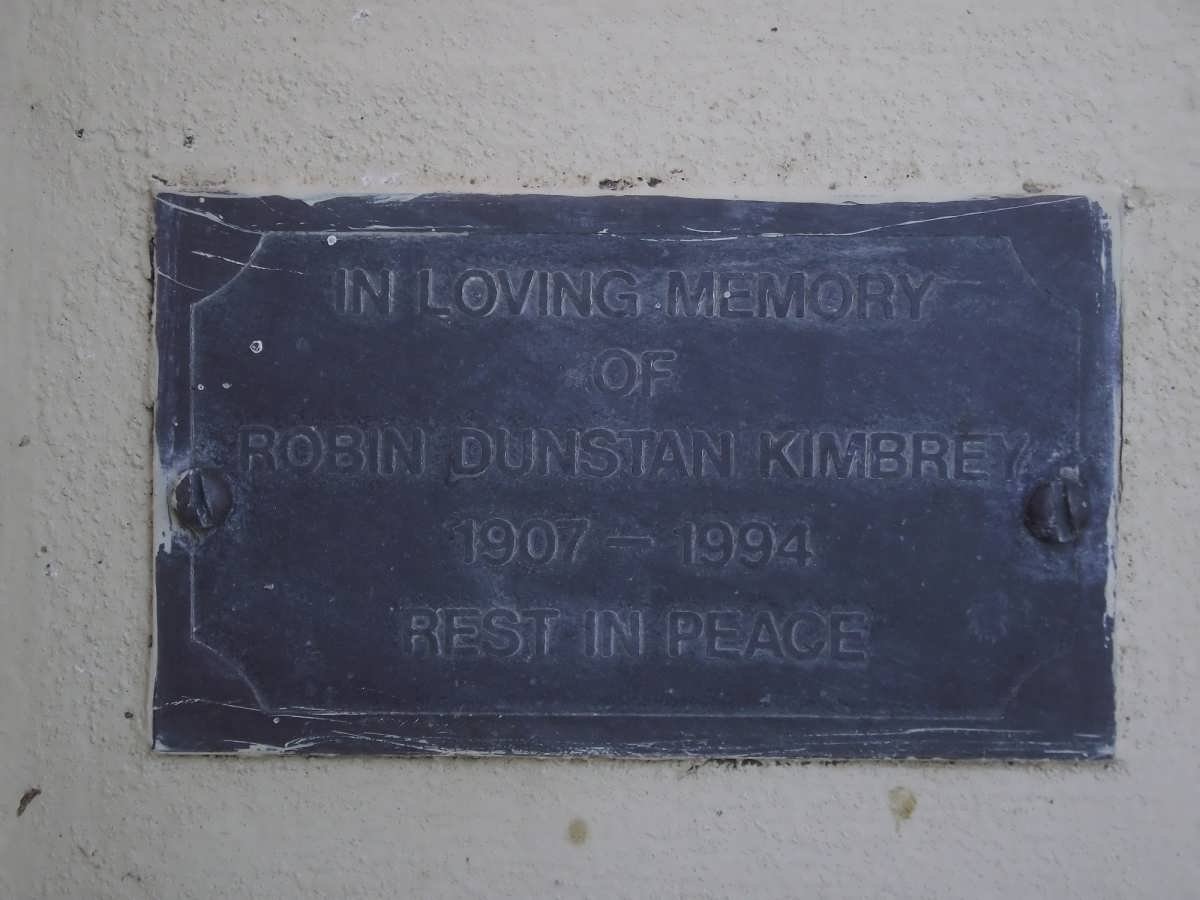 IN LOVING MEMORY
OF
ROBIN DUNSTAN KIMBREY
1907 — 1994
REST IN PEACE